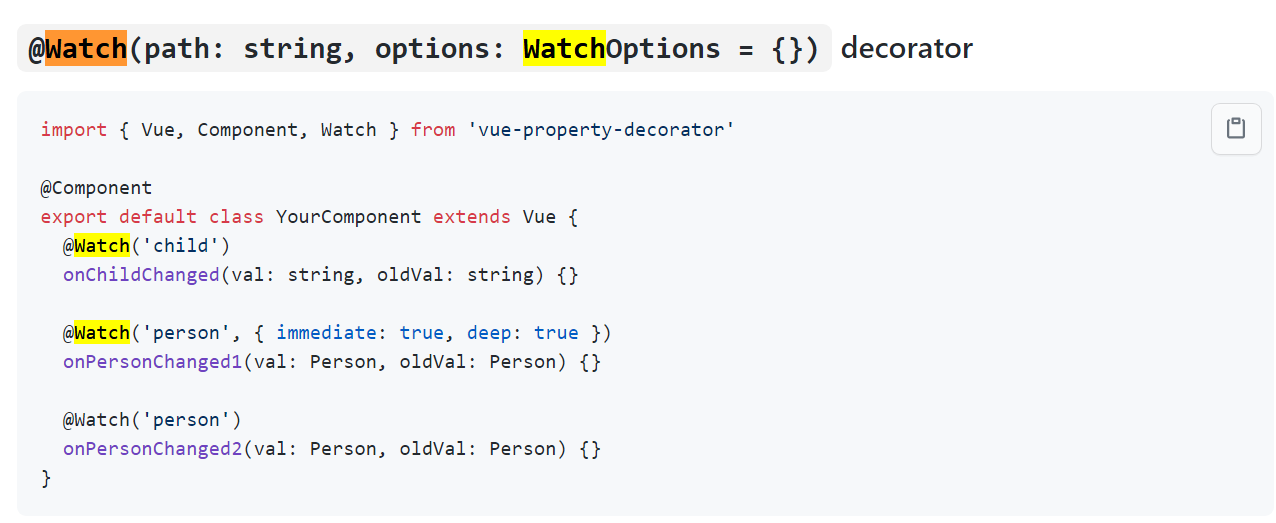 @Watch(path: string, options: WatchOptions = {}) decorator
import { Vue, Component, Watch } from 'vue-property-decorator'
@Component
export default class YourComponent extends Vue {
  @Watch('child')
  onChildChanged(val: string, oldVal: string) {}
  @Watch('person', { immediate: true, deep: true })
  onPersonChanged1(val: Person, oldVal: Person) {}
  @Watch('person')
  onPersonChanged2(val: Person, oldVal: Person) {}
}